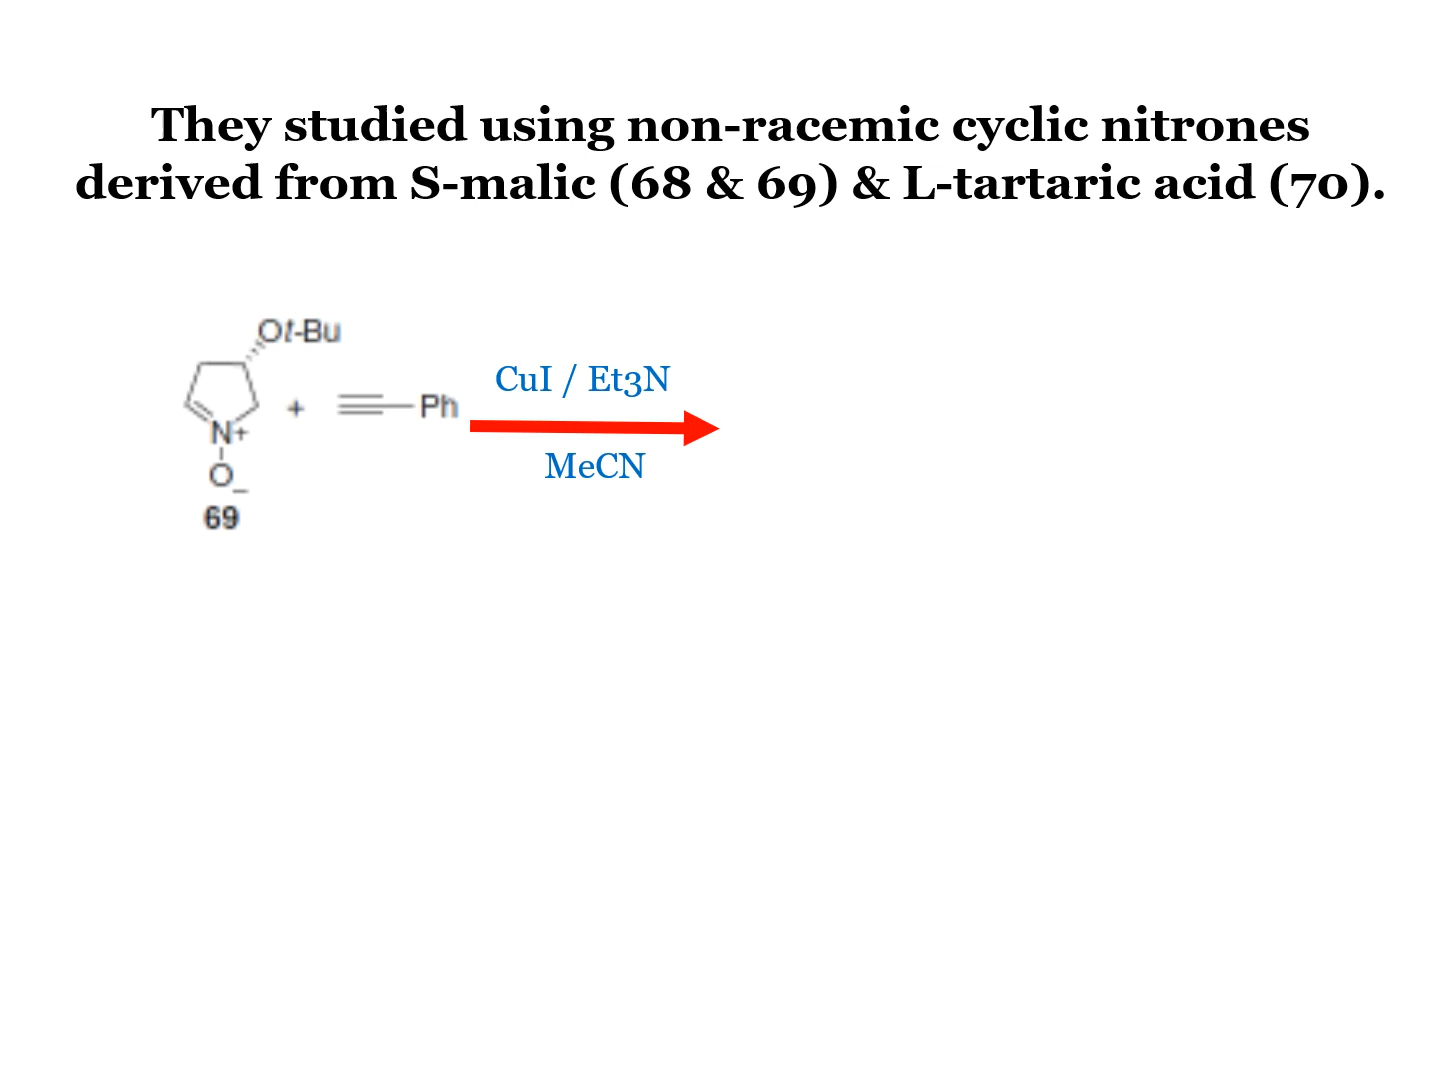 They studied using non-racemic cyclic nitrones
derived from S-malic (68 & 69) & L-tartaric acid (70).
Ot-Bu
CuI / Et3N
+
Ph
N+
O
–
MeCN
69